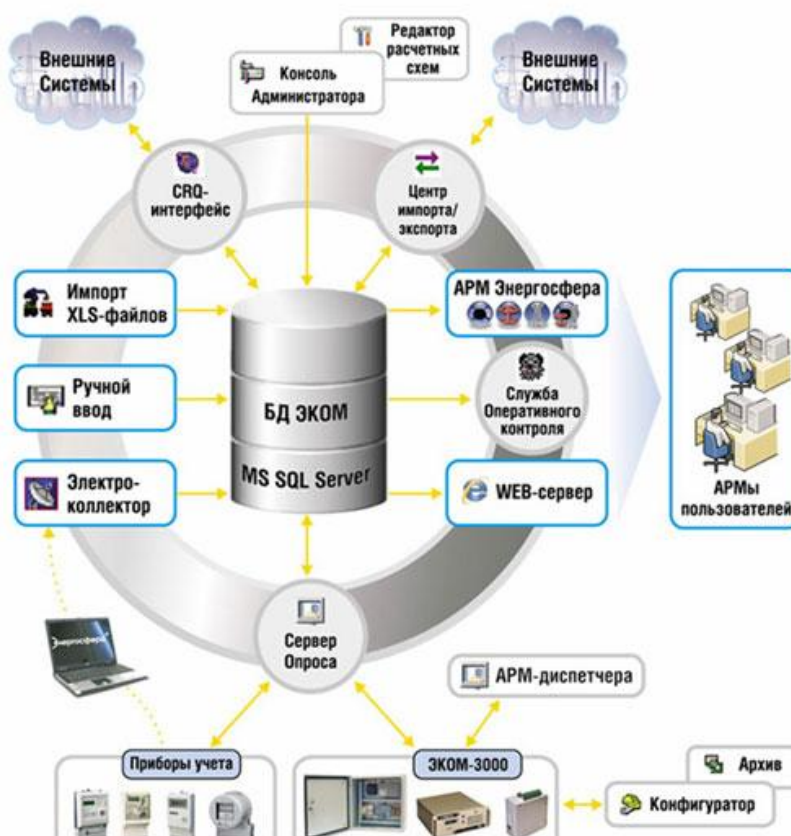 Внешние
Системы
Редактор
расчетных
схем
Консоль
Администратора
Внешние
Системы
CRQ-
интерфейс
Центр
импорта/
экспорта
Импорт
XLS-файлов
АРМ Энергосфера
Ручной
ввод
БД ЭКОМ
Служба
Оперативного
контроля
Электро-
коллектор
MS SQL Server
WEB-сервер
АРМы
пользователей
Энергосфера
Сервер
Опроса
АРМ-диспетчера
Приборы учета
ЭКОМ-3000
Архив
Конфигуратор